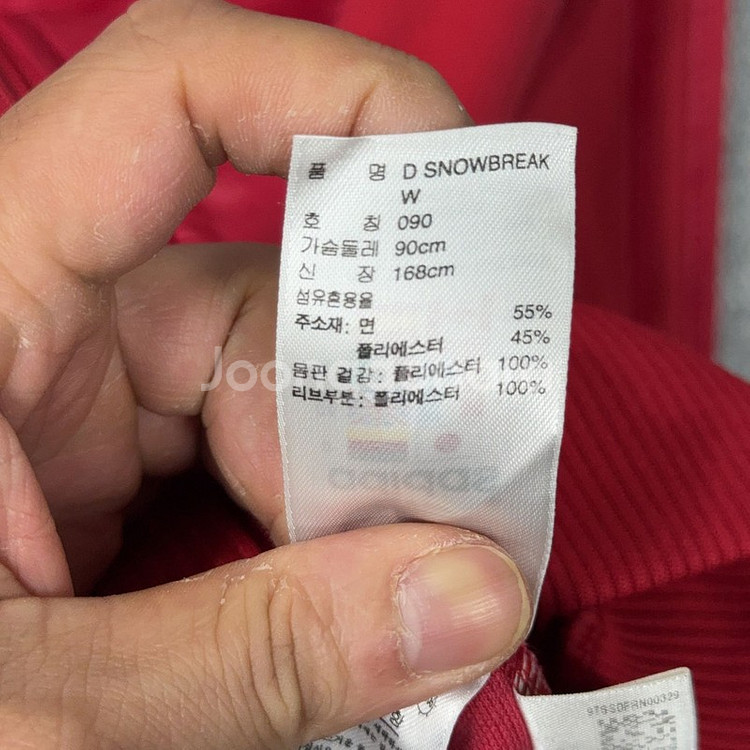 품 명 D SNOWBREAK
W
호 칭 090
가슴둘레 90cm
신 장 168cm
섬유혼용율
주소재: 면 55%
폴리에스터 45%
몸판 겉감: 폴리에스터 100%
리브부분: 폴리에스터 100%